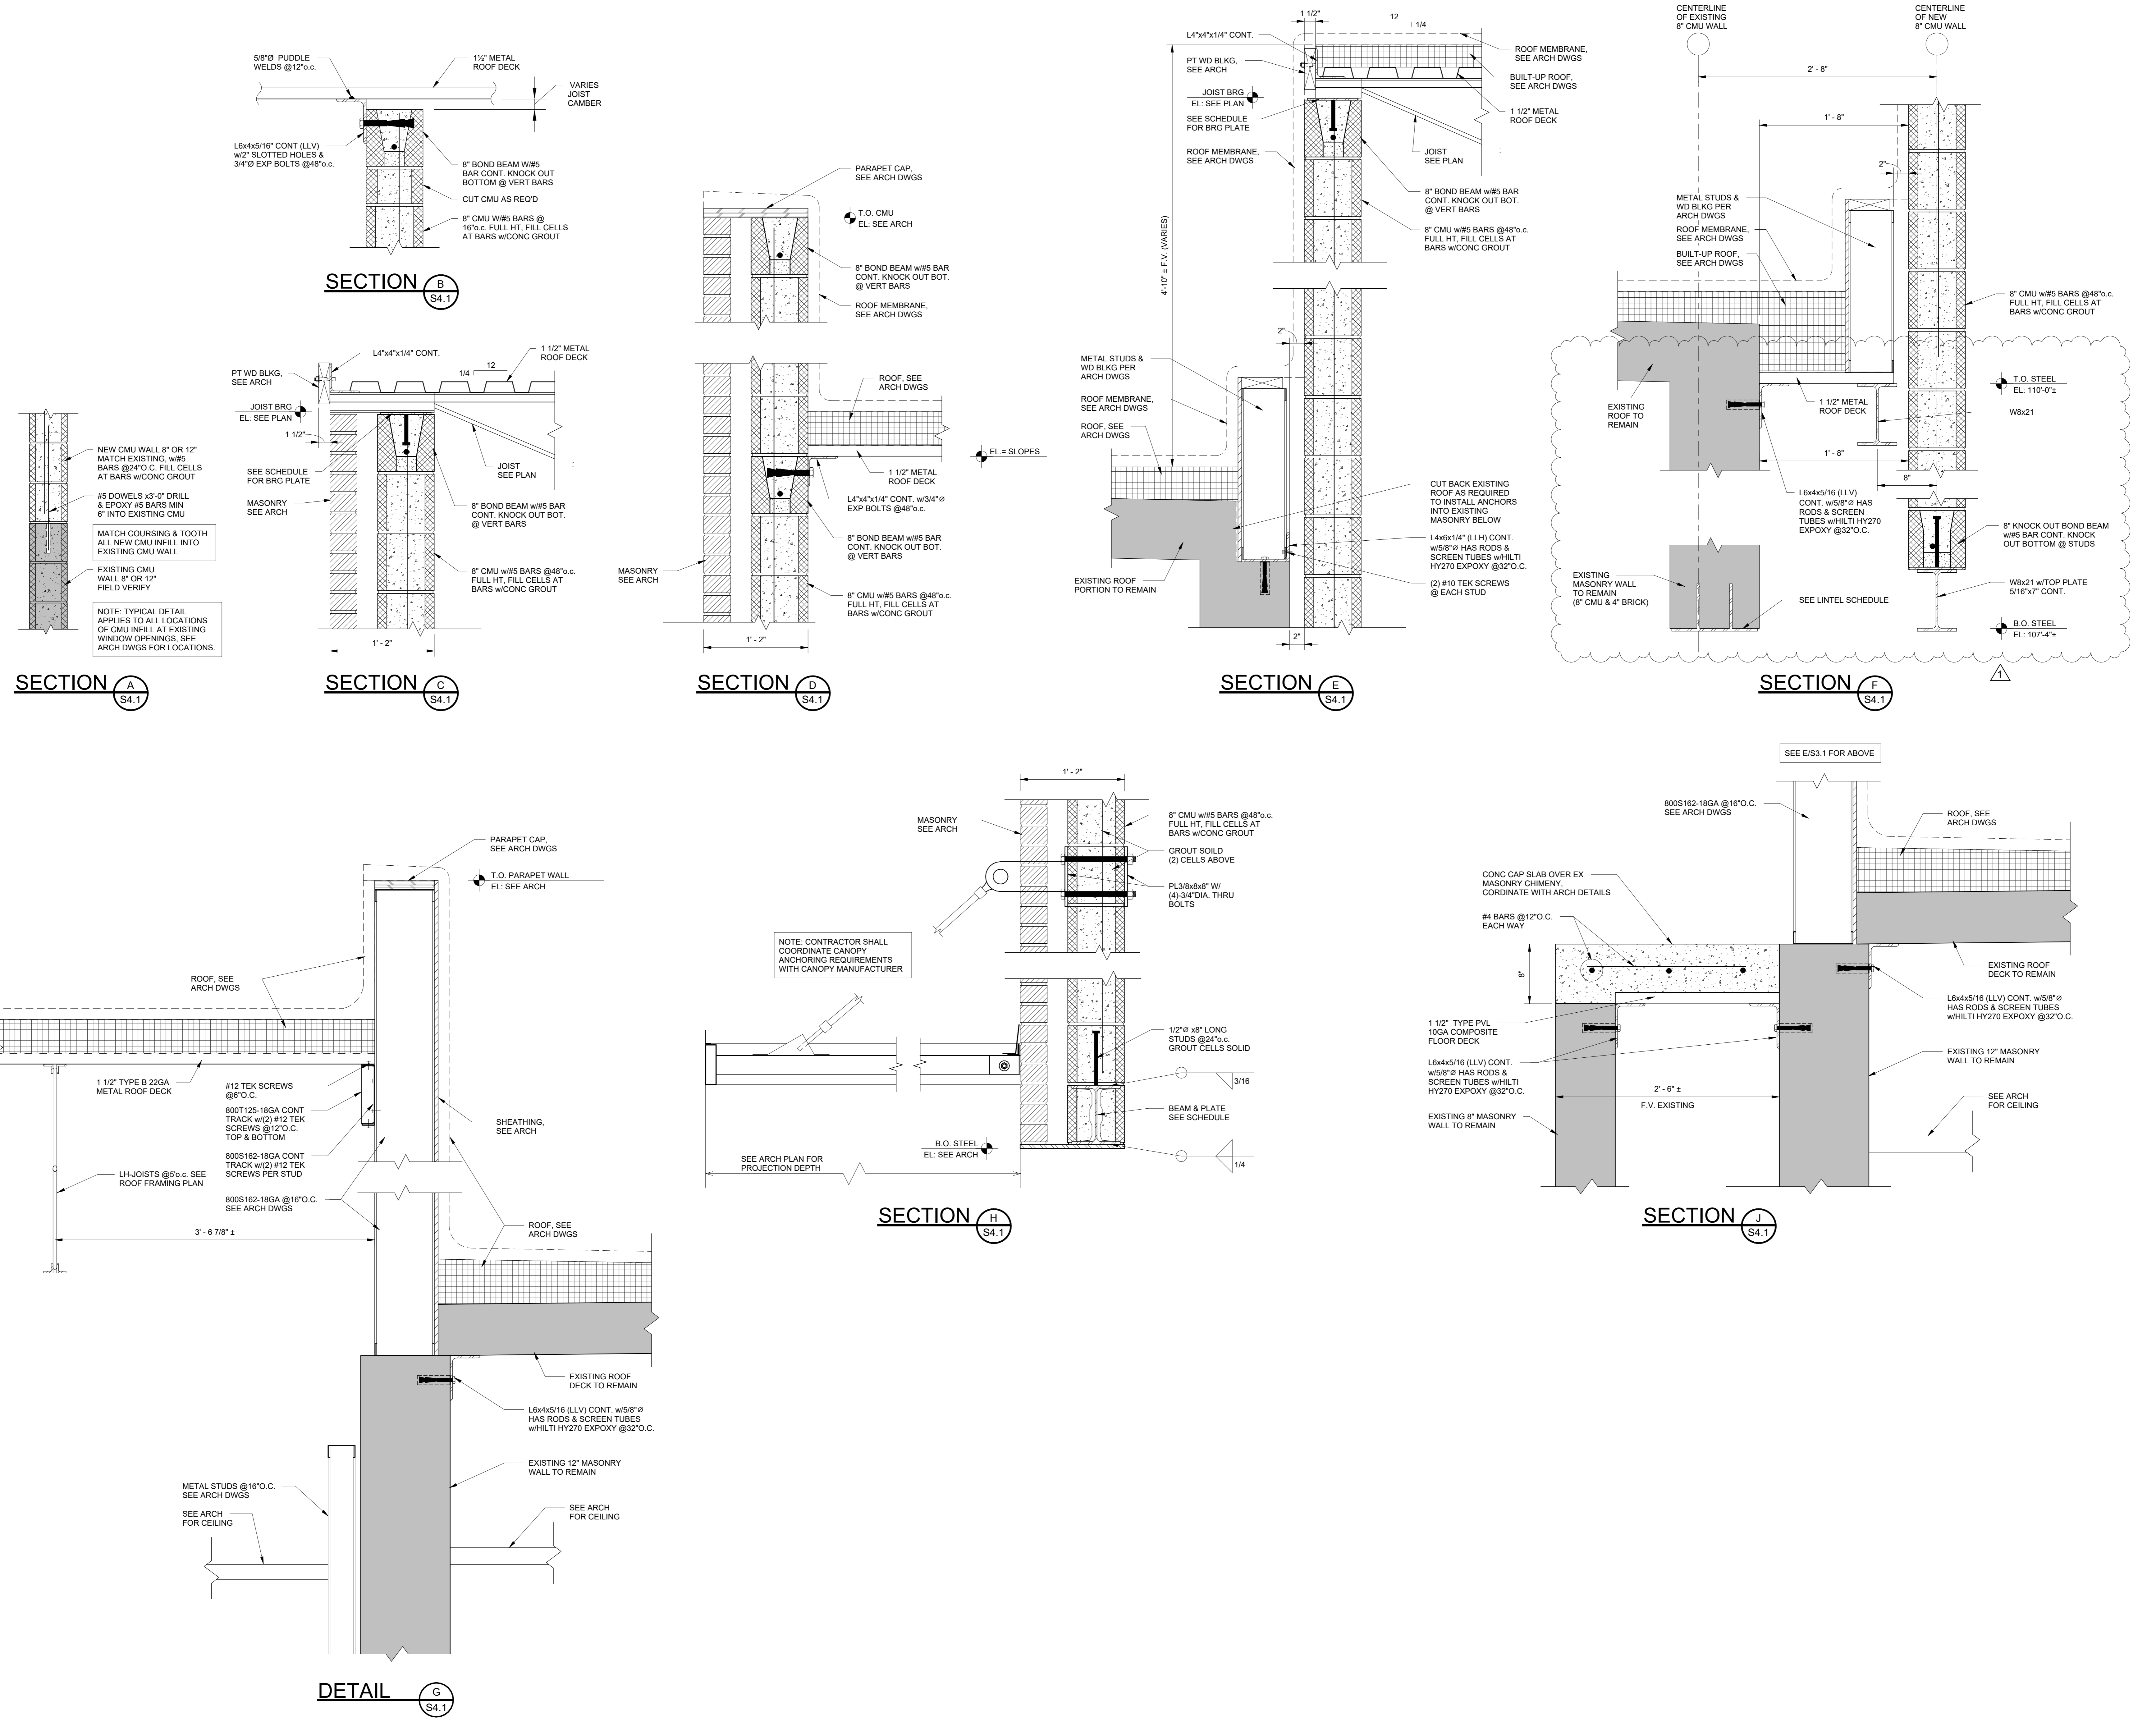 5/8"Ø PUDDLE
WELDS @12"o.c.
1½" METAL
ROOF DECK
VARIES
JOIST
CAMBER
L6x4x5/16" CONT (LLV)
w/2" SLOTTED HOLES &
3/4"Ø EXP BOLTS @48"o.c.
8" BOND BEAM W/#5
BAR CONT. KNOCK OUT
BOTTOM @ VERT BARS
CUT CMU AS REQ'D
8" CMU W/#5 BARS @
16"o.c. FULL HT, FILL CELLS
AT BARS w/CONC GROUT
SECTION
B
S4.1
NEW CMU WALL 8" OR 12"
MATCH EXISTING, w/#5
BARS @24"O.C. FILL CELLS
AT BARS w/CONC GROUT
#5 DOWELS x3'-0" DRILL
& EPOXY #5 BARS MIN
6" INTO EXISTING CMU
MATCH COURSING & TOOTH
ALL NEW CMU INFILL INTO
EXISTING CMU WALL
EXISTING CMU
WALL 8" OR 12"
FIELD VERIFY
NOTE: TYPICAL DETAIL
APPLIES TO ALL LOCATIONS
OF CMU INFILL AT EXISTING
WINDOW OPENINGS, SEE
ARCH DWGS FOR LOCATIONS.
SECTION
A
S4.1
L4"x4"x1/4" CONT.
12
1/4
1 1/2" METAL
ROOF DECK
PT WD BLKG,
SEE ARCH
JOIST BRG
EL: SEE PLAN
1 1/2"
SEE SCHEDULE
FOR BRG PLATE
MASONRY
SEE ARCH
JOIST
SEE PLAN
8" BOND BEAM w/#5 BAR
CONT. KNOCK OUT BOT.
@ VERT BARS
8" CMU w/#5 BARS @48"o.c.
FULL HT, FILL CELLS AT
BARS w/CONC GROUT
1' - 2"
SECTION
C
S4.1
PARAPET CAP,
SEE ARCH DWGS
T.O. CMU
EL: SEE ARCH
8" BOND BEAM w/#5 BAR
CONT. KNOCK OUT BOT.
@ VERT BARS
ROOF MEMBRANE,
SEE ARCH DWGS
ROOF, SEE
ARCH DWGS
EL.= SLOPES
1 1/2" METAL
ROOF DECK
L4"x4"x1/4" CONT. w/3/4"Ø
EXP BOLTS @48"o.c.
8" BOND BEAM w/#5 BAR
CONT. KNOCK OUT BOT.
@ VERT BARS
MASONRY
SEE ARCH
8" CMU w/#5 BARS @48"o.c.
FULL HT, FILL CELLS AT
BARS w/CONC GROUT
1' - 2"
SECTION
D
S4.1
1 1/2"
12
1/4
L4"x4"x1/4" CONT.
PT WD BLKG,
SEE ARCH
JOIST BRG
EL: SEE PLAN
SEE SCHEDULE
FOR BRG PLATE
ROOF MEMBRANE,
SEE ARCH DWGS
ROOF MEMBRANE,
SEE ARCH DWGS
BUILT-UP ROOF,
SEE ARCH DWGS
1 1/2" METAL
ROOF DECK
JOIST
SEE PLAN
8" BOND BEAM w/#5 BAR
CONT. KNOCK OUT BOT.
@ VERT BARS
8" CMU w/#5 BARS @48"o.c.
FULL HT, FILL CELLS AT
BARS w/CONC GROUT
4'-10" ± F.V. (VARIES)
2"
METAL STUDS &
WD BLKG PER
ARCH DWGS
ROOF MEMBRANE,
SEE ARCH DWGS
ROOF, SEE
ARCH DWGS
CUT BACK EXISTING
ROOF AS REQUIRED
TO INSTALL ANCHORS
INTO EXISTING
MASONRY BELOW
L4x6x1/4" (LLH) CONT.
w/5/8"Ø HAS RODS &
SCREEN TUBES w/HILTI
HY270 EXPOXY @32"O.C.
(2) #10 TEK SCREWS
@ EACH STUD
EXISTING ROOF
PORTION TO REMAIN
2"
SECTION
E
S4.1
CENTERLINE
OF EXISTING
8" CMU WALL
CENTERLINE
OF NEW
8" CMU WALL
2' - 8"
1' - 8"
2"
METAL STUDS &
WD BLKG PER
ARCH DWGS
ROOF MEMBRANE,
SEE ARCH DWGS
BUILT-UP ROOF,
SEE ARCH DWGS
8" CMU w/#5 BARS @48"o.c.
FULL HT, FILL CELLS AT
BARS w/CONC GROUT
T.O. STEEL
EL: 110'-0"±
EXISTING
ROOF TO
REMAIN
1 1/2" METAL
ROOF DECK
W8x21
1' - 8"
8"
L6x4x5/16 (LLV)
CONT. w/5/8"Ø HAS
RODS & SCREEN
TUBES w/HILTI HY270
EXPOXY @32"O.C.
8" KNOCK OUT BOND BEAM
w/#5 BAR CONT. KNOCK
OUT BOTTOM @ STUDS
EXISTING
MASONRY WALL
TO REMAIN
(8" CMU & 4" BRICK)
SEE LINTEL SCHEDULE
W8x21 w/TOP PLATE
5/16"x7" CONT.
B.O. STEEL
EL: 107'-4"±
1
SECTION
F
S4.1
PARAPET CAP,
SEE ARCH DWGS
T.O. PARAPET WALL
EL: SEE ARCH
ROOF, SEE
ARCH DWGS
1 1/2" TYPE B 22GA
METAL ROOF DECK
#12 TEK SCREWS
@6"O.C.
800T125-18GA CONT
TRACK w/(2) #12 TEK
SCREWS @12"O.C.
TOP & BOTTOM
800S162-18GA CONT
TRACK w/(2) #12 TEK
SCREWS PER STUD
SHEATHING,
SEE ARCH
LH-JOISTS @5'o.c. SEE
ROOF FRAMING PLAN
800S162-18GA @16"O.C.
SEE ARCH DWGS
3' - 6 7/8" ±
ROOF, SEE
ARCH DWGS
EXISTING ROOF
DECK TO REMAIN
L6x4x5/16 (LLV) CONT. w/5/8"Ø
HAS RODS & SCREEN TUBES
w/HILTI HY270 EXPOXY @32"O.C.
EXISTING 12" MASONRY
WALL TO REMAIN
METAL STUDS @16"O.C.
SEE ARCH DWGS
SEE ARCH
FOR CEILING
SEE ARCH
FOR CEILING
DETAIL
G
S4.1
1' - 2"
MASONRY
SEE ARCH
8" CMU w/#5 BARS @48"o.c.
FULL HT, FILL CELLS AT
BARS w/CONC GROUT
GROUT SOILD
(2) CELLS ABOVE
PL3/8x8x8" W/
(4)-3/4"DIA. THRU
BOLTS
NOTE: CONTRACTOR SHALL
COORDINATE CANOPY
ANCHORING REQUIREMENTS
WITH CANOPY MANUFACTURER
1/2"Ø x8" LONG
STUDS @24"o.c.
GROUT CELLS SOLID
3/16
BEAM & PLATE
SEE SCHEDULE
B.O. STEEL
EL: SEE ARCH
1/4
SEE ARCH PLAN FOR
PROJECTION DEPTH
SECTION
H
S4.1
SEE E/S3.1 FOR ABOVE
800S162-18GA @16"O.C.
SEE ARCH DWGS
ROOF, SEE
ARCH DWGS
CONC CAP SLAB OVER EX
MASONRY CHIMENY,
CORDINATE WITH ARCH DETAILS
#4 BARS @12"O.C.
EACH WAY
8"
EXISTING ROOF
DECK TO REMAIN
L6x4x5/16 (LLV) CONT. w/5/8"Ø
HAS RODS & SCREEN TUBES
w/HILTI HY270 EXPOXY @32"O.C.
1 1/2" TYPE PVL
10GA COMPOSITE
FLOOR DECK
L6x4x5/16 (LLV) CONT.
w/5/8"Ø HAS RODS &
SCREEN TUBES w/HILTI
HY270 EXPOXY @32"O.C.
EXISTING 12" MASONRY
WALL TO REMAIN
2' - 6" ±
F.V. EXISTING
SEE ARCH
FOR CEILING
EXISTING 8" MASONRY
WALL TO REMAIN
SECTION
J
S4.1